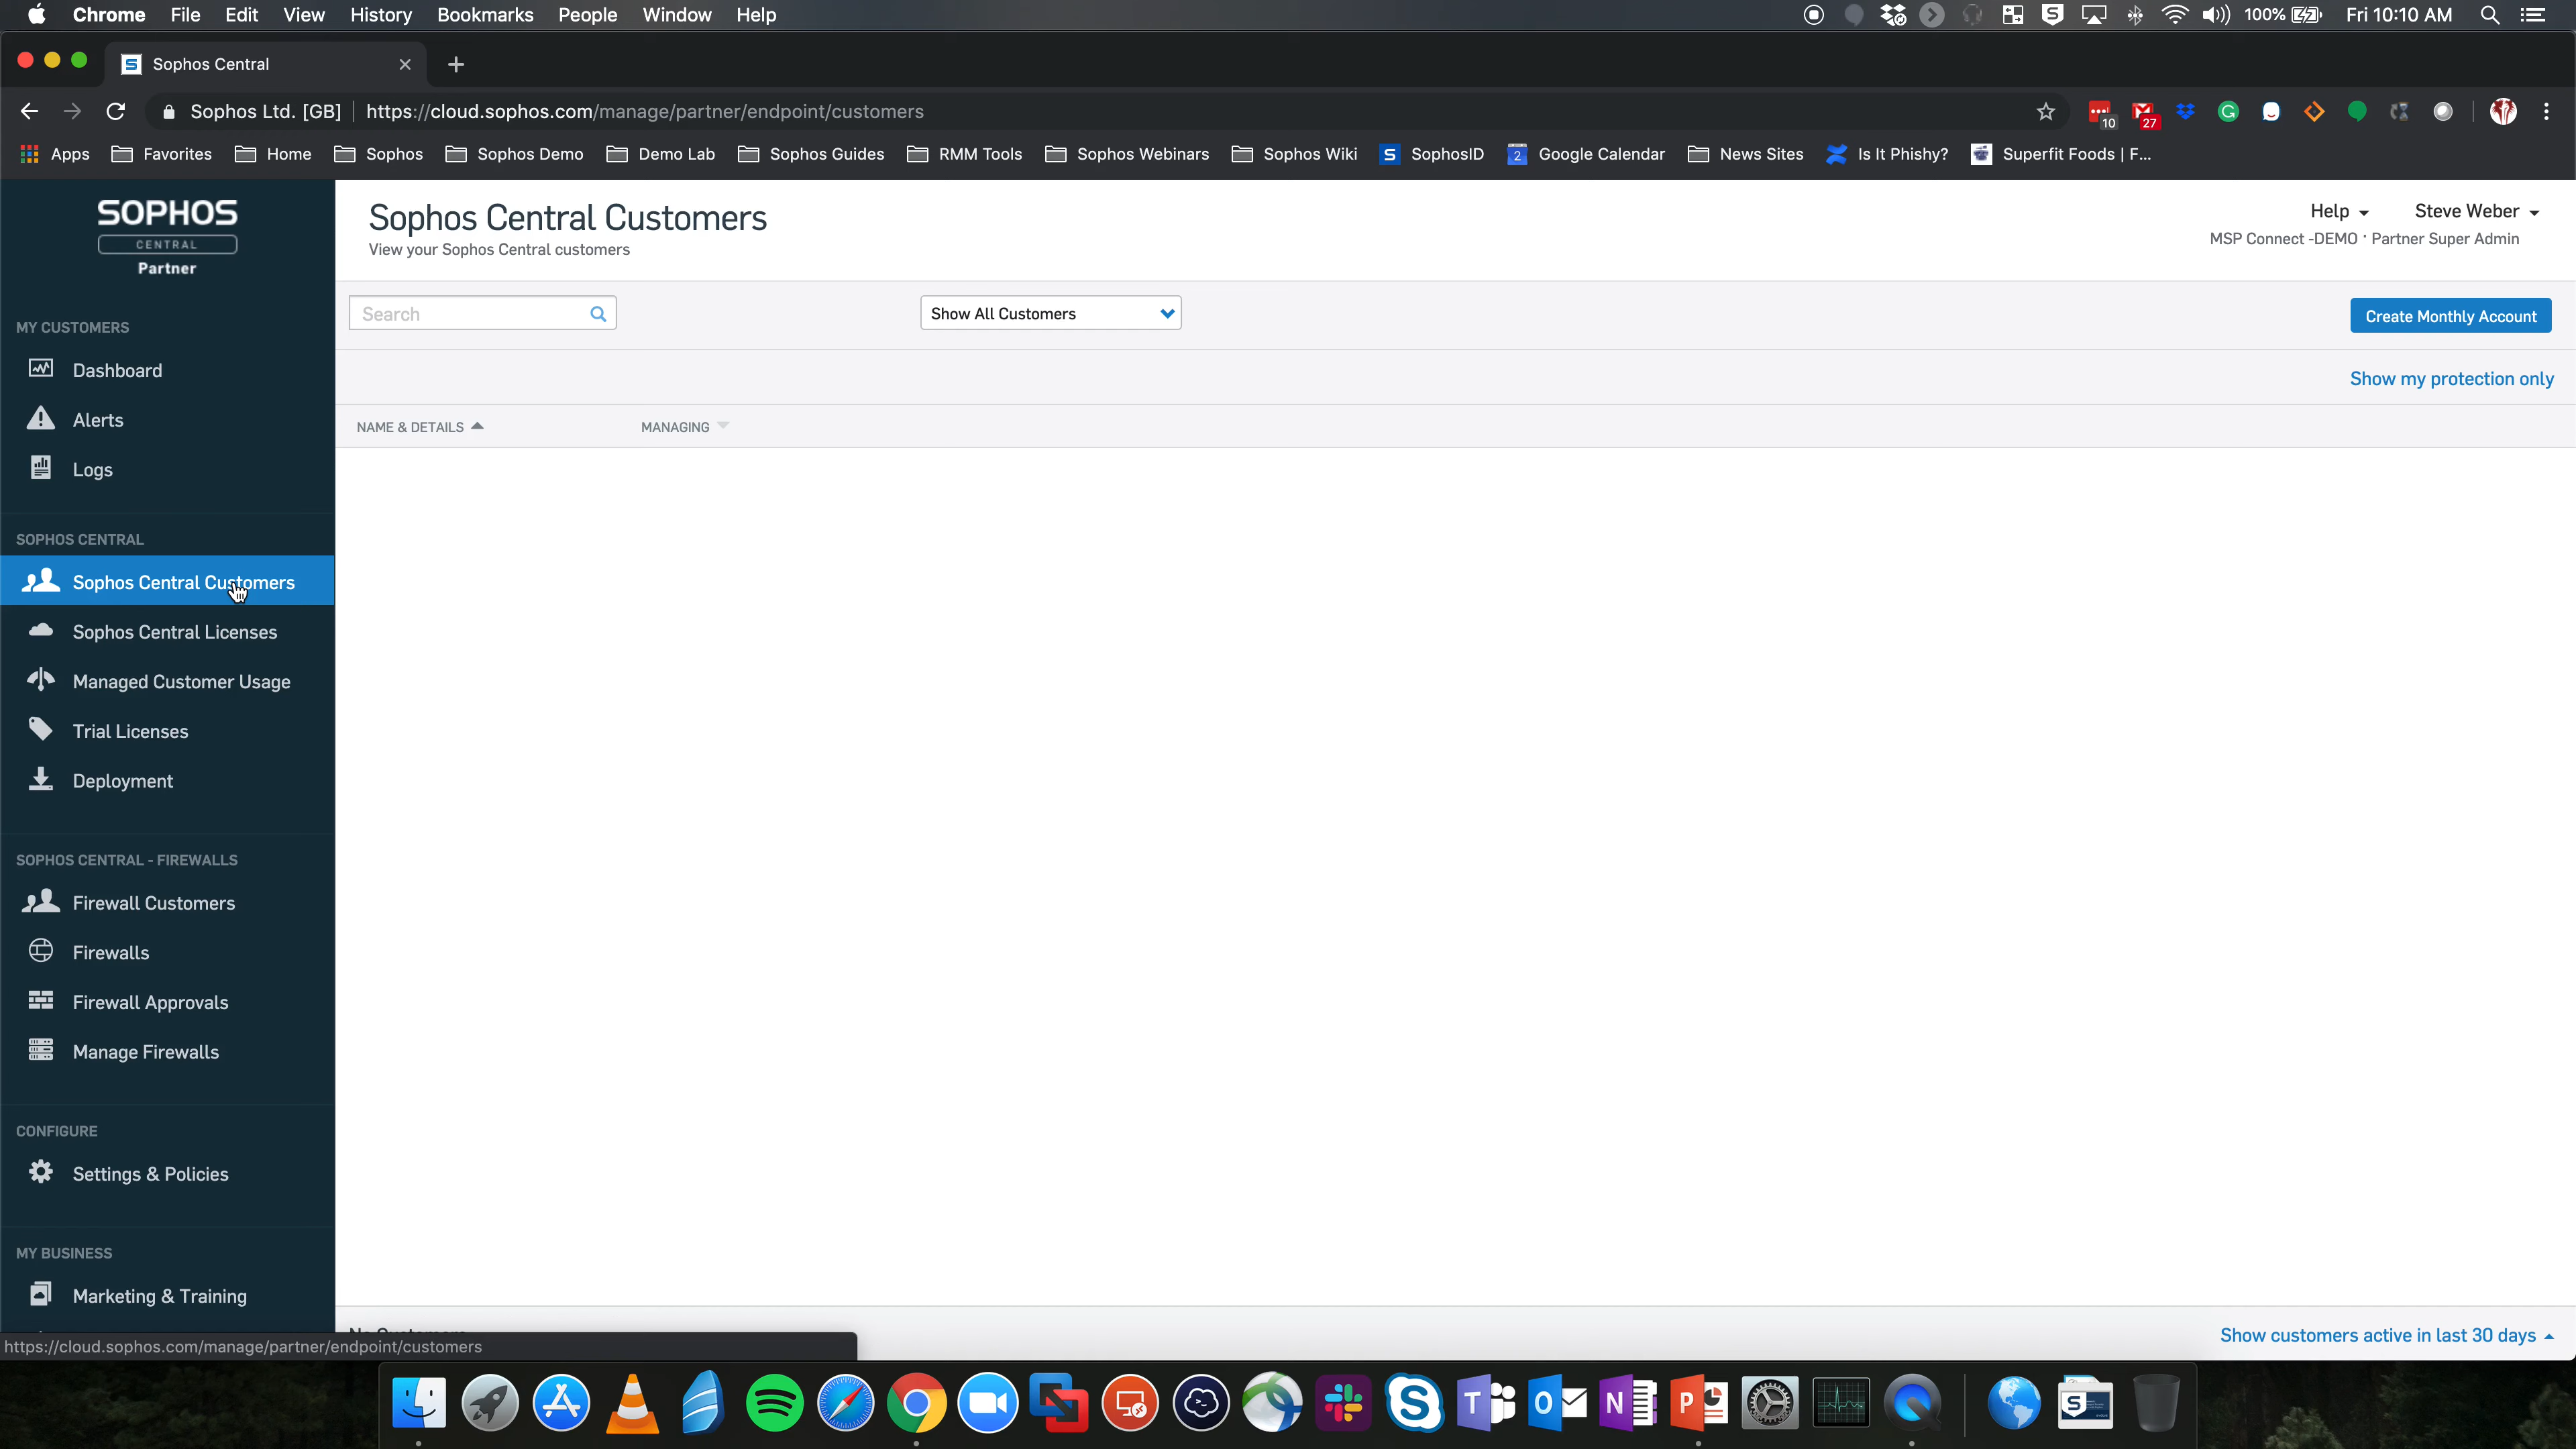 Chrome File Edit View History Bookmarks People Window Help 100% Fri 10:10 AM
Sophos Central
Sophos Ltd. [GB] https://cloud.sophos.com/manage/partner/endpoint/customers 10 27
Apps Favorites Home Sophos Sophos Demo Demo Lab Sophos Guides RMM Tools Sophos Webinars Sophos Wiki SophosID Google Calendar News Sites Is It Phishy? Superfit Foods | F...
SOPHOS
CENTRAL
Partner
MY CUSTOMERS
Dashboard
Alerts
Logs
SOPHOS CENTRAL
Sophos Central Customers
Sophos Central Licenses
Managed Customer Usage
Trial Licenses
Deployment
SOPHOS CENTRAL - FIREWALLS
Firewall Customers
Firewalls
Firewall Approvals
Manage Firewalls
CONFIGURE
Settings & Policies
MY BUSINESS
Marketing & Training
Sophos Central Customers
View your Sophos Central customers
Help Steve Weber
MSP Connect -DEMO · Partner Super Admin
Search Show All Customers Create Monthly Account
Show my protection only
NAME & DETAILS MANAGING
No Customers
Show customers active in last 30 days
https://cloud.sophos.com/manage/partner/endpoint/customers